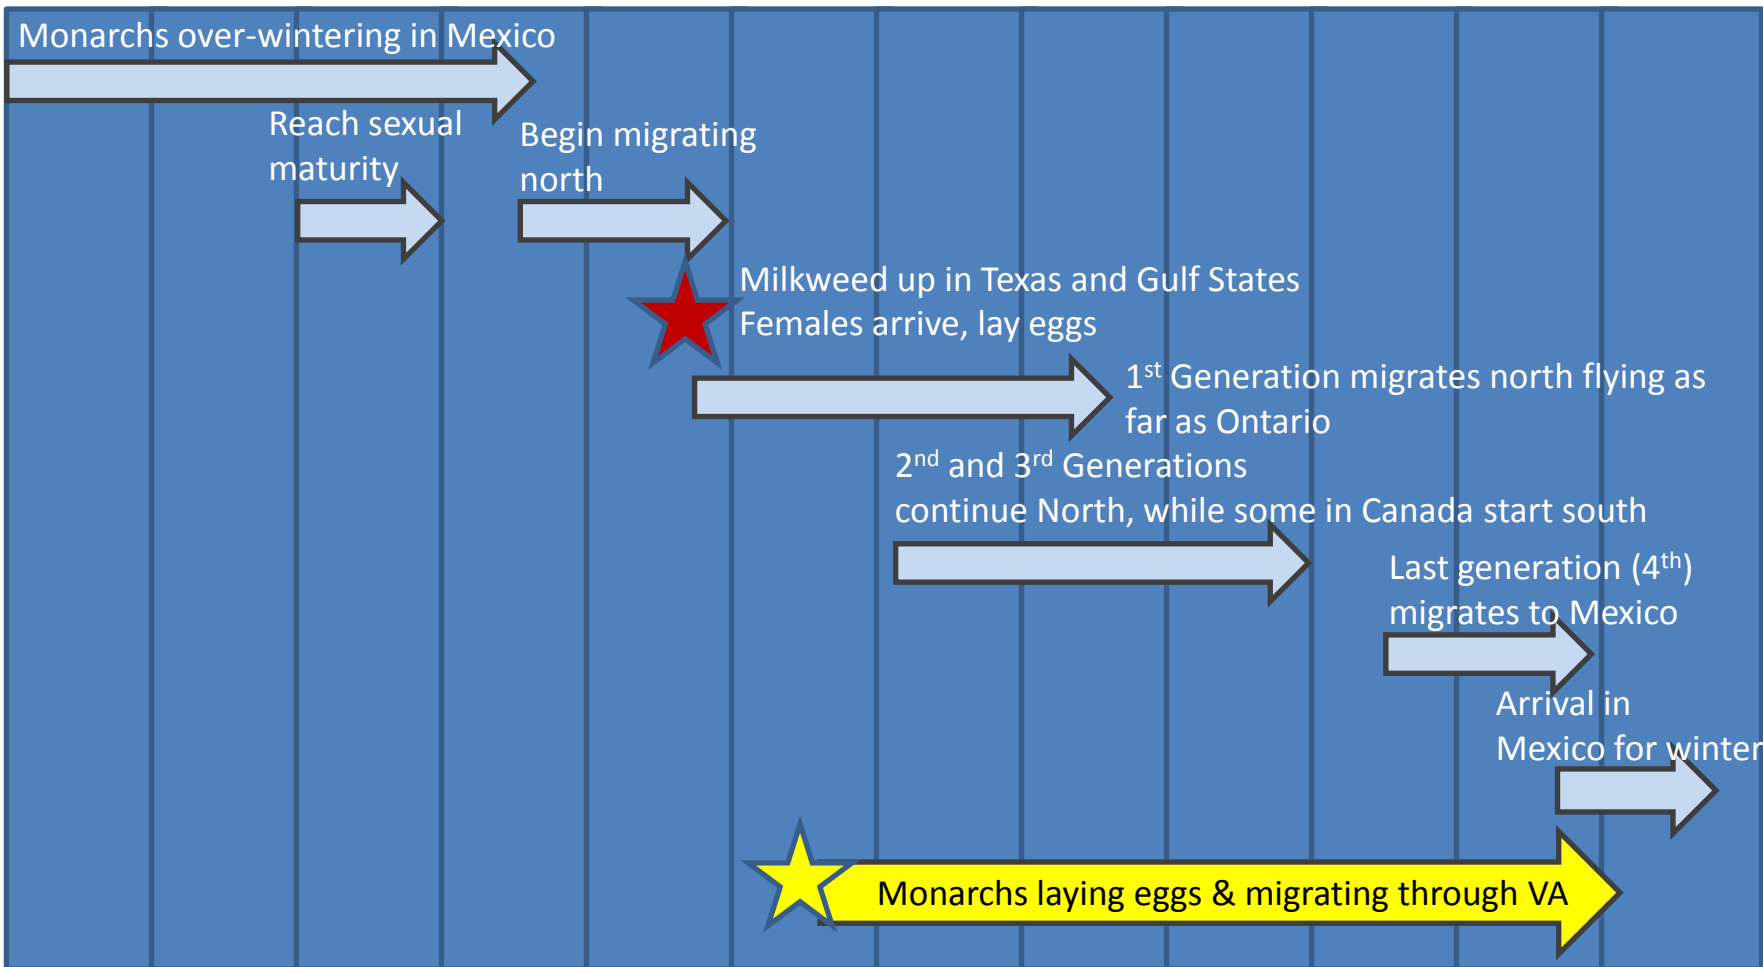 Monarchs over-wintering in Mexico
Reach sexual
maturity
Begin migrating
north
Milkweed up in Texas and Gulf States
Females arrive, lay eggs
1st Generation migrates north flying as
far as Ontario
2nd and 3rd Generations
continue North, while some in Canada start south
Last generation (4th)
migrates to Mexico
Arrival in
Mexico for winter
Monarchs laying eggs & migrating through VA